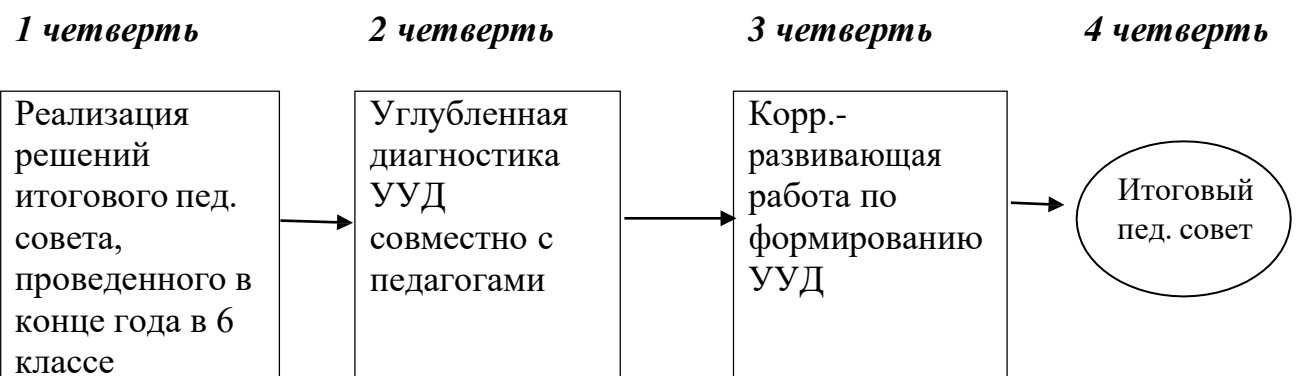 1 четверть 2 четверть 3 четверть 4 четверть
Реализация
решений
итогового пед.
совета,
проведенного в
конце года в 6
классе
Углубленная
диагностика
УУД
совместно с
педагогами
Корр.-
развивающая
работа по
формированию
УУД
Итоговый
пед. совет